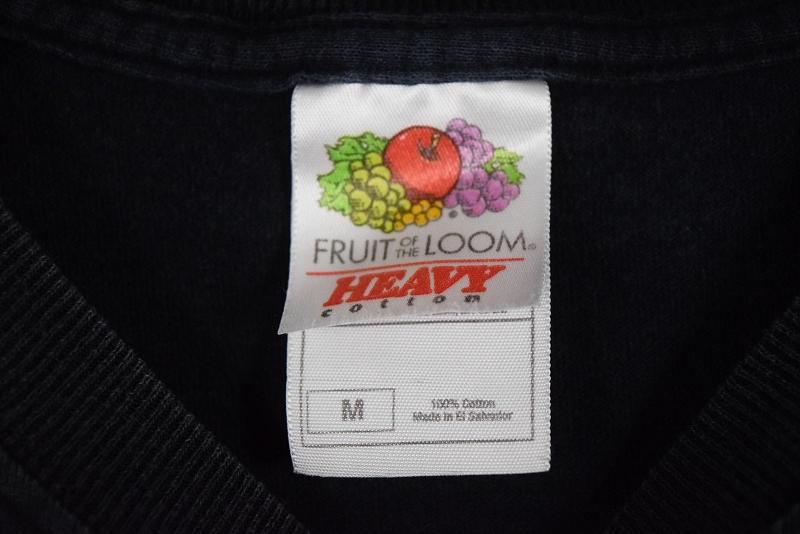 FRUIT OF THE LOOM®
HEAVY
cotton
M
100% Cotton
Made in El Salvador